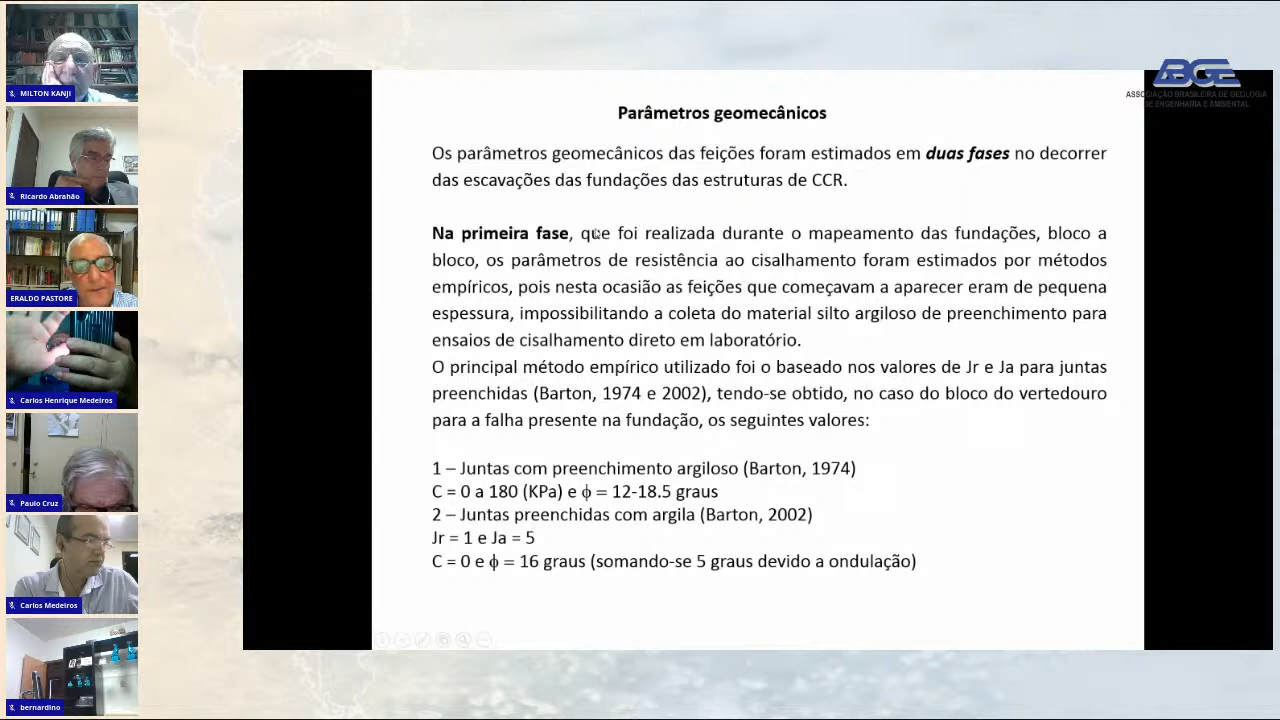 MILTON KANJI
Ricardo Abrahão
ERALDO PASTORE
Carlos Henrique Medeiros
Paulo Cruz
Carlos Medeiros
bernardino
ABGE
ASSOCIAÇÃO BRASILEIRA DE GEOLOGIA
DE ENGENHARIA E AMBIENTAL
Parâmetros geomecânicos
Os parâmetros geomecânicos das feições foram estimados em duas fases no decorrer
das escavações das fundações das estruturas de CCR.
Na primeira fase, que foi realizada durante o mapeamento das fundações, bloco a
bloco, os parâmetros de resistência ao cisalhamento foram estimados por métodos
empíricos, pois nesta ocasião as feições que começavam a aparecer eram de pequena
espessura, impossibilitando a coleta do material silto argiloso de preenchimento para
ensaios de cisalhamento direto em laboratório.
O principal método empírico utilizado foi o baseado nos valores de Jr e Ja para juntas
preenchidas (Barton, 1974 e 2002), tendo-se obtido, no caso do bloco do vertedouro
para a falha presente na fundação, os seguintes valores:
1 – Juntas com preenchimento argiloso (Barton, 1974)
C = 0 a 180 (KPa) e ϕ = 12-18.5 graus
2 – Juntas preenchidas com argila (Barton, 2002)
Jr = 1 e Ja = 5
C = 0 e ϕ = 16 graus (somando-se 5 graus devido a ondulação)